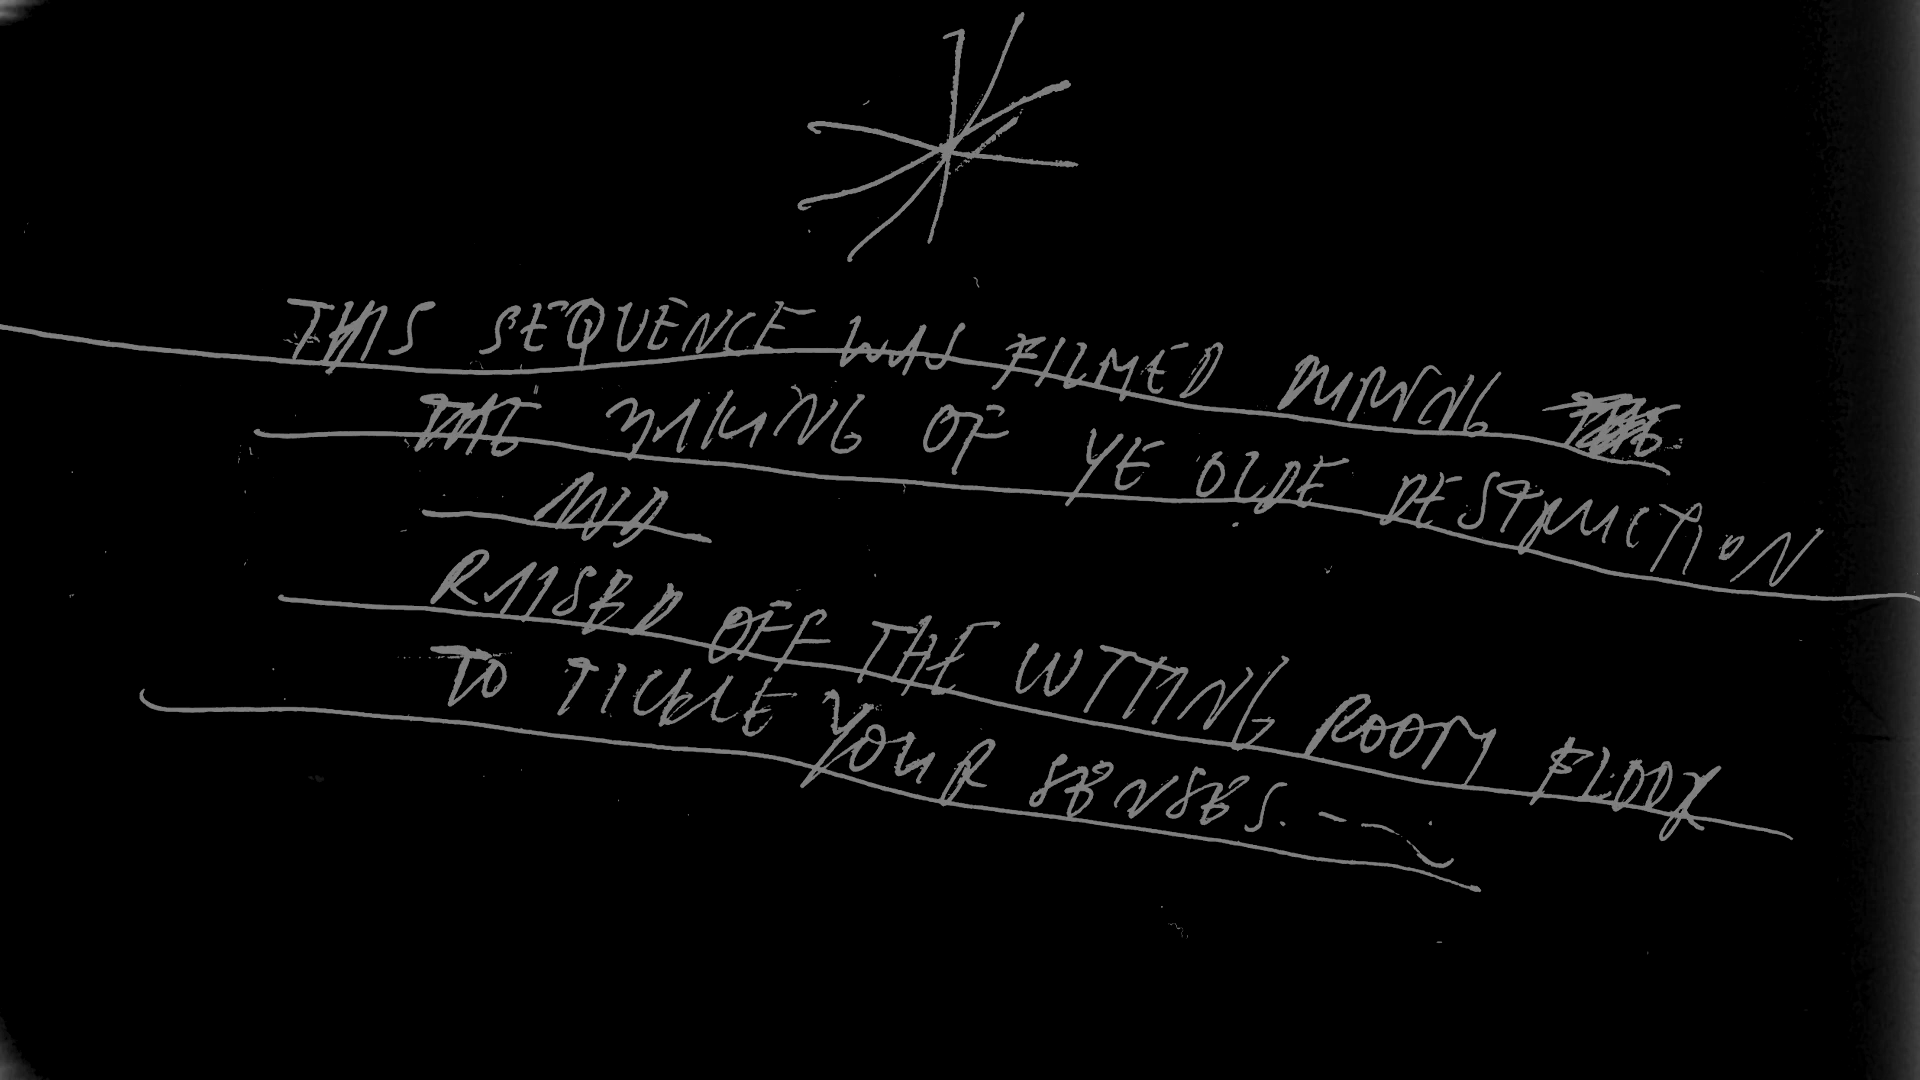 THIS SEQUENCE WAS FILMED DURING
THE MAKING OF YE OLDE DESTRUCTION
AND
RAISED OFF THE CUTTING ROOM FLOOR
TO TICKLE YOUR SENSES. --~